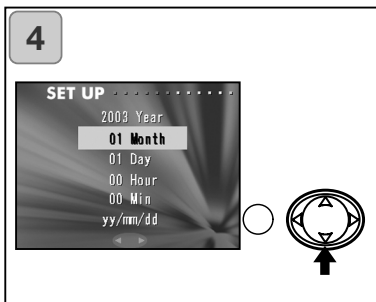 4
SET UP
2003 Year
01 Month
01 Day
00 Hour
00 Min
yy/mm/dd